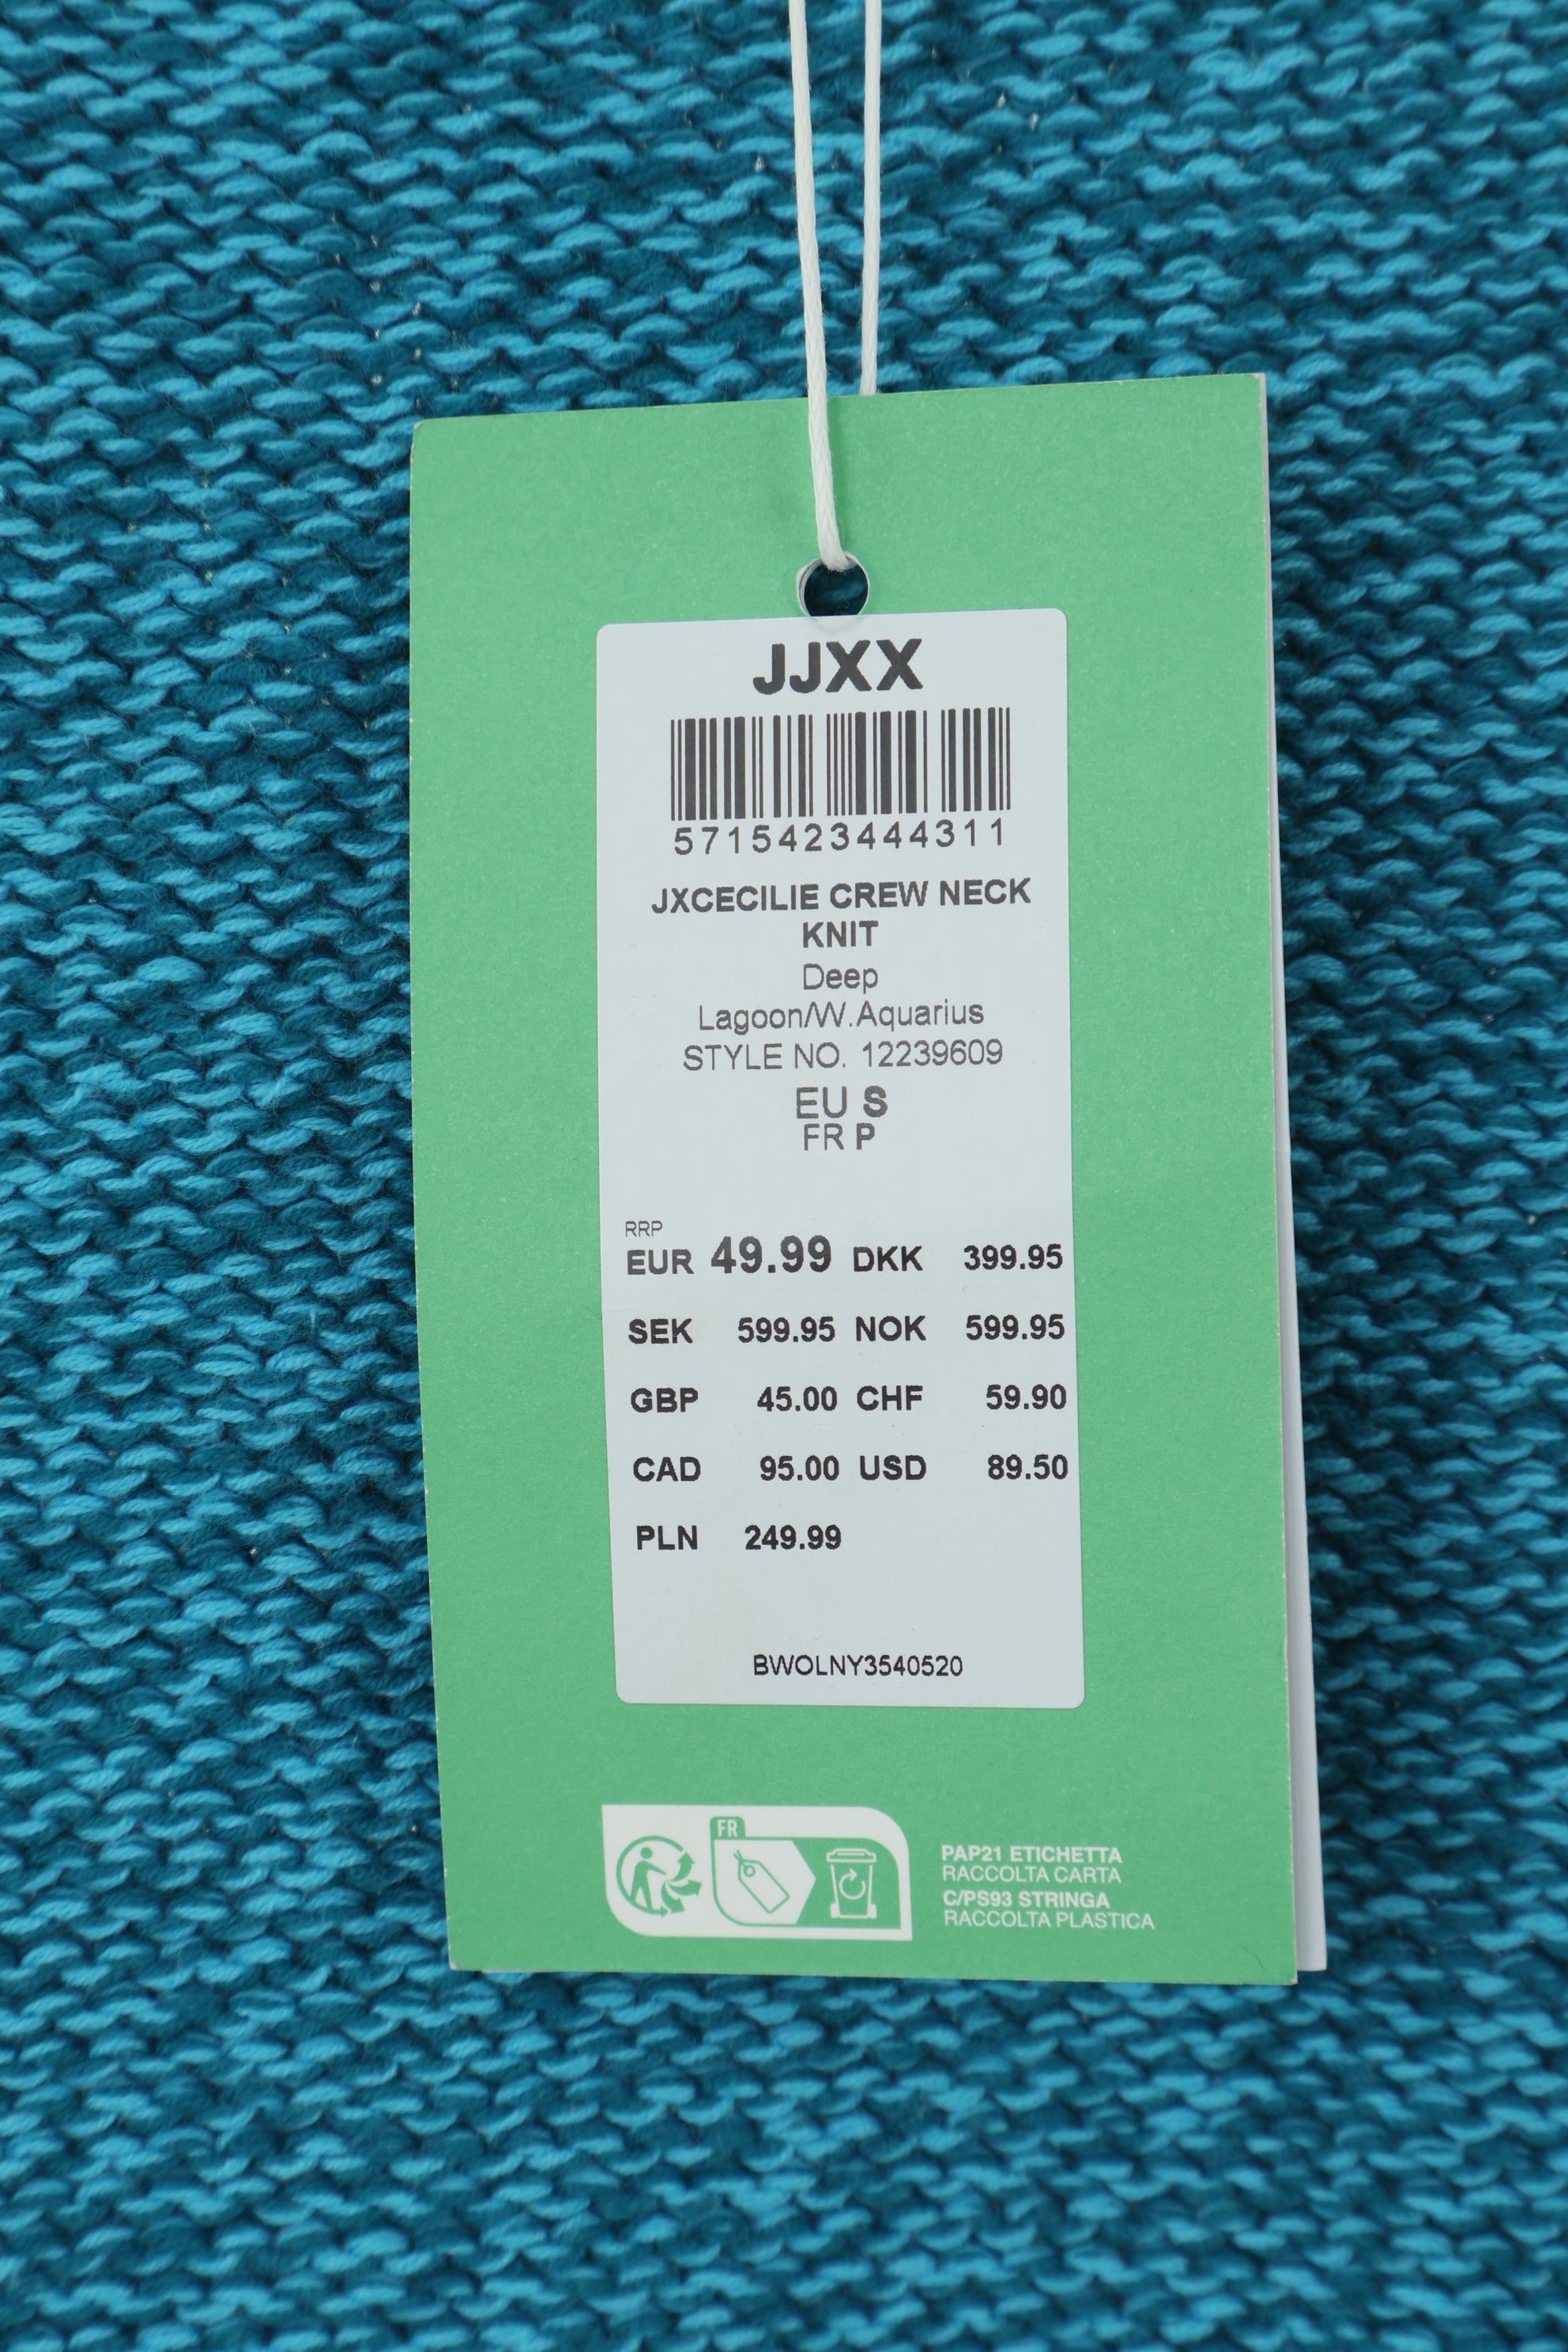 JJXX
5715423444311
JXCECILIE CREW NECK
KNIT
Deep
Lagoon/W.Aquarius
STYLE NO. 12239609
EU S
FR P
RRP
EUR 49.99 DKK 399.95
SEK 599.95 NOK 599.95
GBP 45.00 CHF 59.90
CAD 95.00 USD 89.50
PLN 249.99
BWOLNY3540520
FR
PAP21 ETICHETTA
RACCOLTA CARTA
C/PS93 STRINGA
RACCOLTA PLASTICA